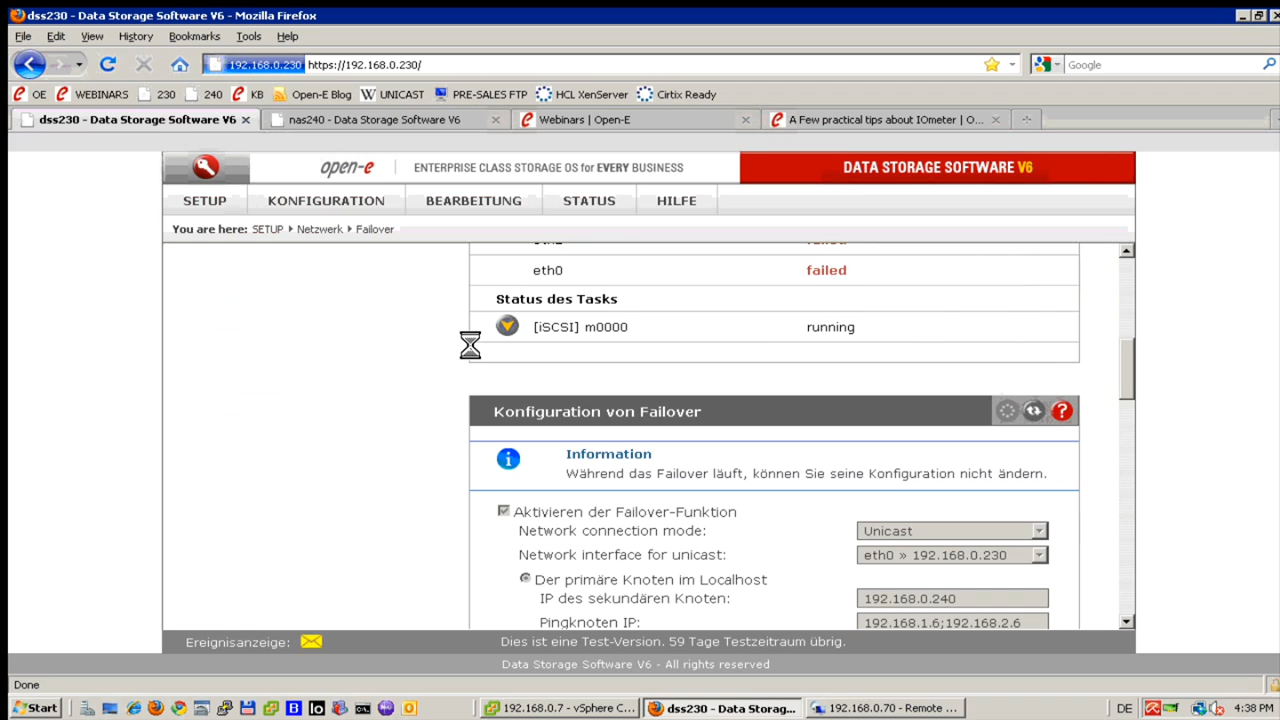 dss230 - Data Storage Software V6 - Mozilla Firefox
File Edit View History Bookmarks Tools Help
192.168.0.230 https://192.168.0.230/ Google
OE WEBINARS 230 240 KB Open-E Blog UNICAST PRE-SALES FTP HCL XenServer Cirtix Ready
dss230 - Data Storage Software V6 nas240 - Data Storage Software V6 Webinars | Open-E A Few practical tips about IOmeter | O...
open-e ENTERPRISE CLASS STORAGE OS for EVERY BUSINESS DATA STORAGE SOFTWARE V6
SETUP KONFIGURATION BEARBEITUNG STATUS HILFE
You are here: SETUP Netzwerk Failover
eth0 failed
Status des Tasks
[iSCSI] m0000 running
Konfiguration von Failover
Information
Während das Failover läuft, können Sie seine Konfiguration nicht ändern.
Aktivieren der Failover-Funktion
Network connection mode: Unicast
Network interface for unicast: eth0 » 192.168.0.230
Der primäre Knoten im Localhost
IP des sekundären Knoten: 192.168.0.240
Pingknoten IP: 192.168.1.6;192.168.2.6
Ereignisanzeige: Dies ist eine Test-Version. 59 Tage Testzeitraum übrig.
Data Storage Software V6 - All rights reserved
Done
Start 192.168.0.7 - vSphere C... dss230 - Data Storag... 192.168.0.70 - Remote ... DE 4:38 PM